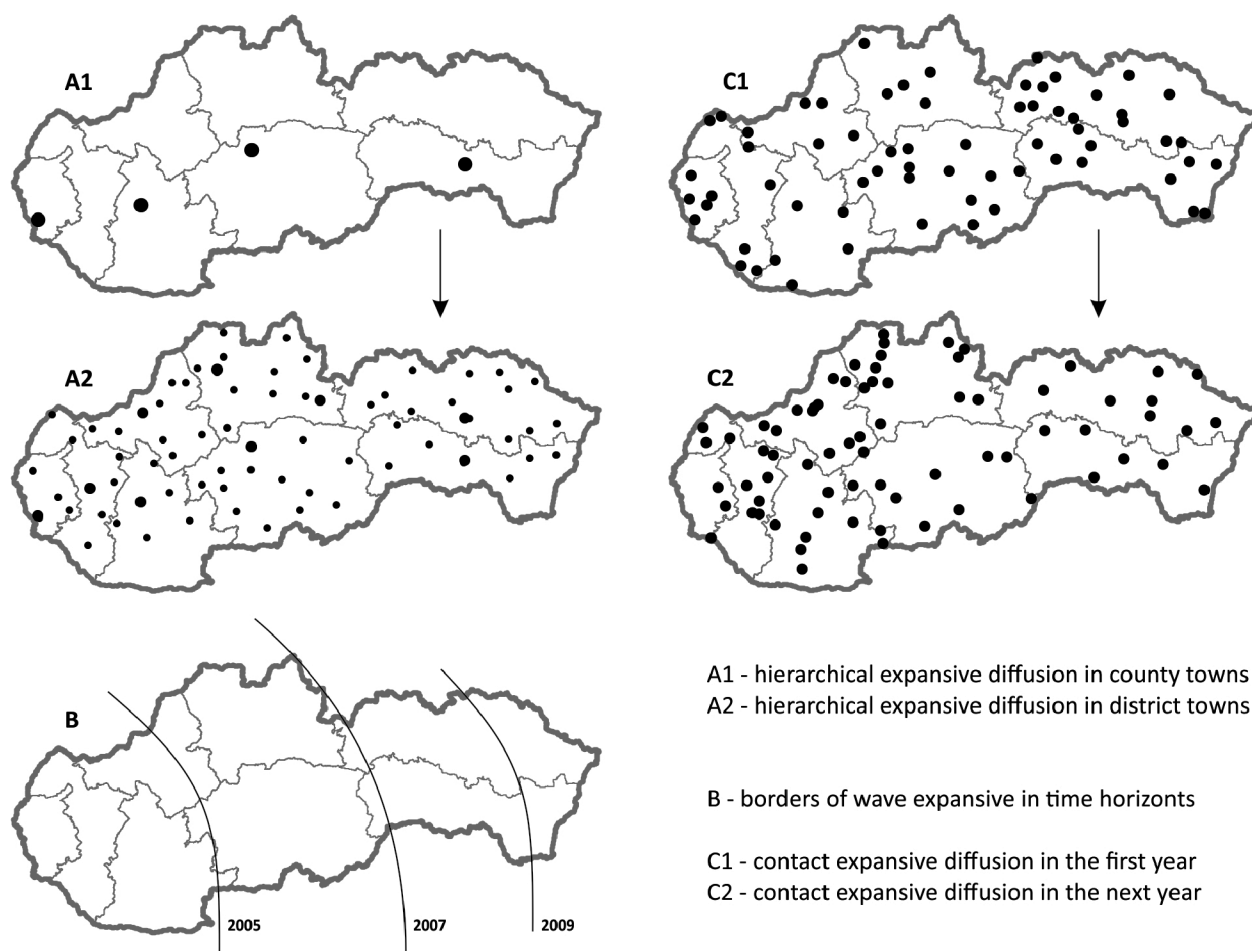 A1
C1
A2
C2
B
2005
2007
2009
A1 - hierarchical expansive diffusion in county towns
A2 - hierarchical expansive diffusion in district towns
B - borders of wave expansive in time horizonts
C1 - contact expansive diffusion in the first year
C2 - contact expansive diffusion in the next year